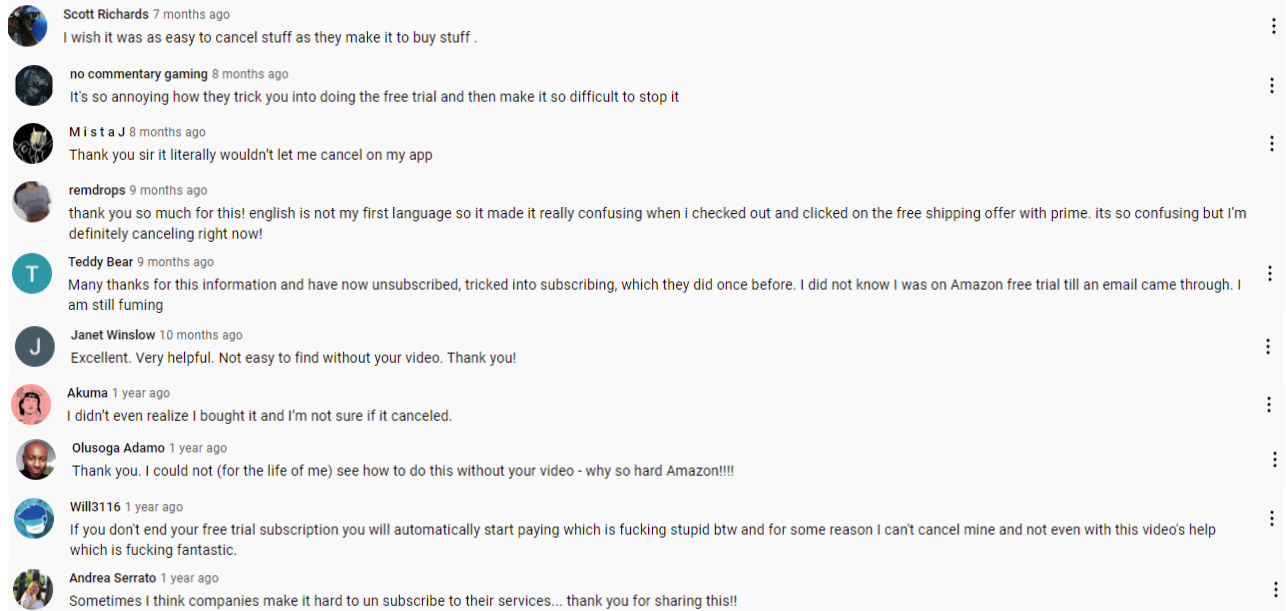 Scott Richards 7 months ago
I wish it was as easy to cancel stuff as they make it to buy stuff .
no commentary gaming 8 months ago
It's so annoying how they trick you into doing the free trial and then make it so difficult to stop it
M i s t a J 8 months ago
Thank you sir it literally wouldn't let me cancel on my app
remdrops 9 months ago
thank you so much for this! english is not my first language so it made it really confusing when i checked out and clicked on the free shipping offer with prime. its so confusing but I'm
definitely canceling right now!
T
Teddy Bear 9 months ago
Many thanks for this information and have now unsubscribed, tricked into subscribing, which they did once before. I did not know I was on Amazon free trial till an email came through. I
am still fuming
J
Janet Winslow 10 months ago
Excellent. Very helpful. Not easy to find without your video. Thank you!
Akuma 1 year ago
I didn't even realize I bought it and I'm not sure if it canceled.
Olusoga Adamo 1 year ago
Thank you. I could not (for the life of me) see how to do this without your video - why so hard Amazon!!!!
Will3116 1 year ago
If you don't end your free trial subscription you will automatically start paying which is fucking stupid btw and for some reason I can't cancel mine and not even with this video's help
which is fucking fantastic.
Andrea Serrato 1 year ago
Sometimes I think companies make it hard to un subscribe to their services... thank you for sharing this!!